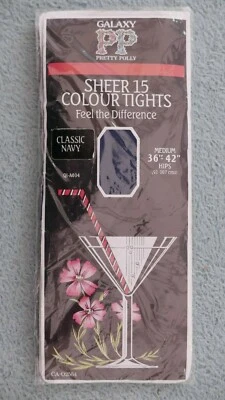 GALAXY
PP
PRETTY POLLY
SHEER 15
COLOUR TIGHTS
Feel the Difference
CLASSIC
NAVY
MEDIUM
36"- 42"
HIPS